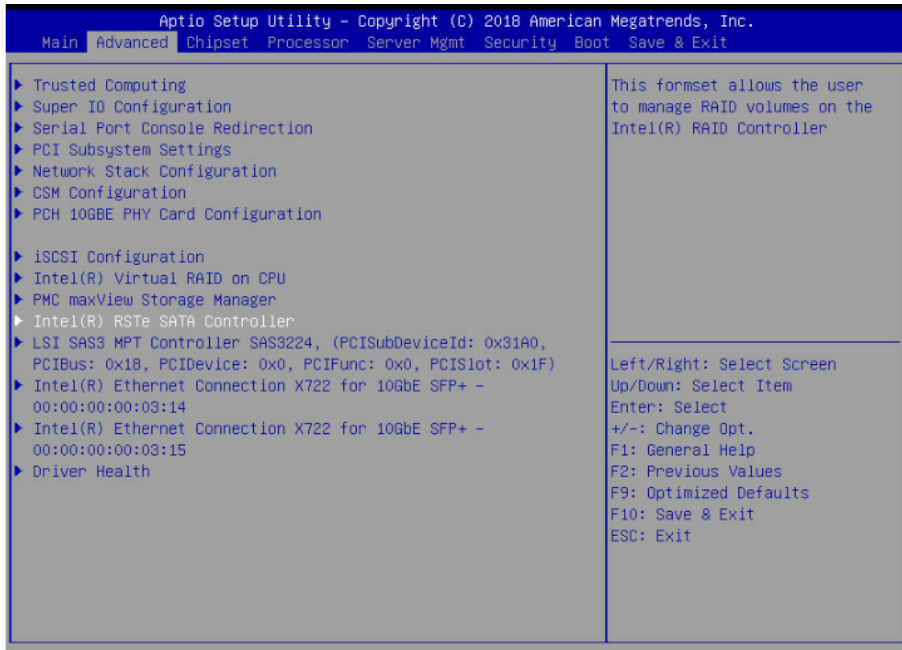 Aptio Setup Utility – Copyright (C) 2018 American Megatrends, Inc.
Main Advanced Chipset Processor Server Mgmt Security Boot Save & Exit
Trusted Computing
Super IO Configuration
Serial Port Console Redirection
PCI Subsystem Settings
Network Stack Configuration
CSM Configuration
PCH 10GBE PHY Card Configuration
iSCSI Configuration
Intel(R) Virtual RAID on CPU
PMC maxView Storage Manager
Intel(R) RSTe SATA Controller
LSI SAS3 MPT Controller SAS3224, (PCISubDeviceId: 0x31A0,
PCIBus: 0x18, PCIDevice: 0x0, PCIFunc: 0x0, PCISlot: 0x1F)
Intel(R) Ethernet Connection X722 for 10GbE SFP+ –
00:00:00:00:03:14
Intel(R) Ethernet Connection X722 for 10GbE SFP+ –
00:00:00:00:03:15
Driver Health
This formset allows the user
to manage RAID volumes on the
Intel(R) RAID Controller
Left/Right: Select Screen
Up/Down: Select Item
Enter: Select
+/-: Change Opt.
F1: General Help
F2: Previous Values
F9: Optimized Defaults
F10: Save & Exit
ESC: Exit